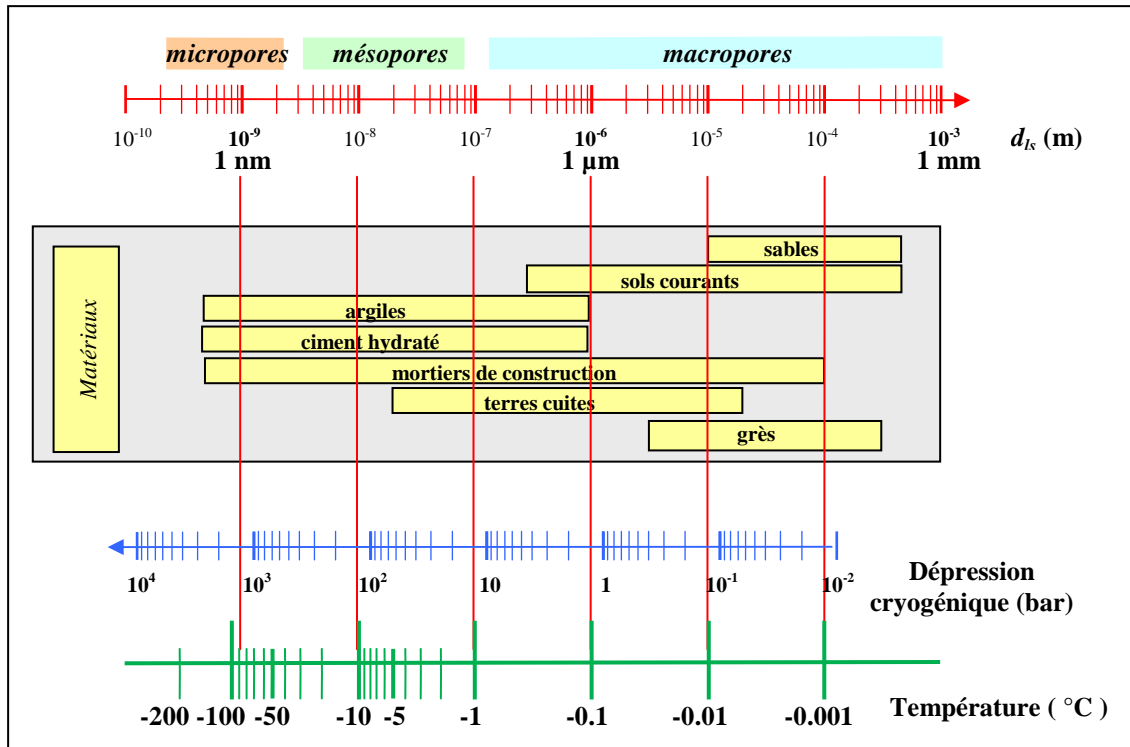 micropores mésopores macropores
10⁻¹⁰ 10⁻⁹ 10⁻⁸ 10⁻⁷ 10⁻⁶ 10⁻⁵ 10⁻⁴ 10⁻³ d_ls (m)
1 nm 1 µm 1 mm
Matériaux
sables
sols courants
argiles
ciment hydraté
mortiers de construction
terres cuites
grès
10⁴ 10³ 10² 10 1 10⁻¹ 10⁻²
Dépression
cryogénique (bar)
-200 -100 -50 -10 -5 -1 -0.1 -0.01 -0.001 Température ( °C )